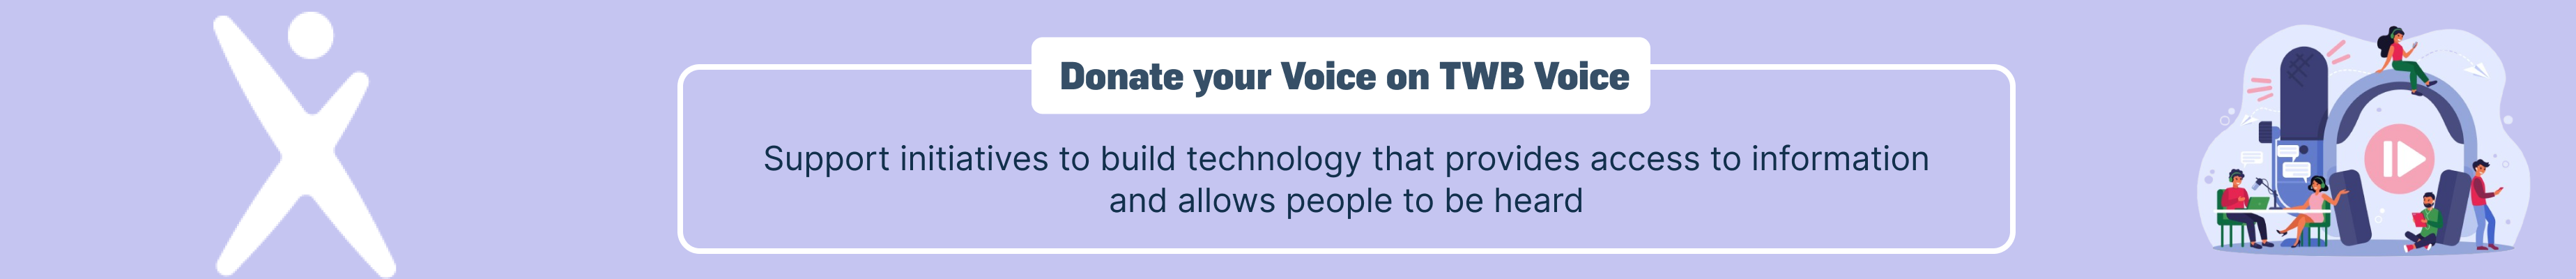 Donate your Voice on TWB Voice
Support initiatives to build technology that provides access to information
and allows people to be heard